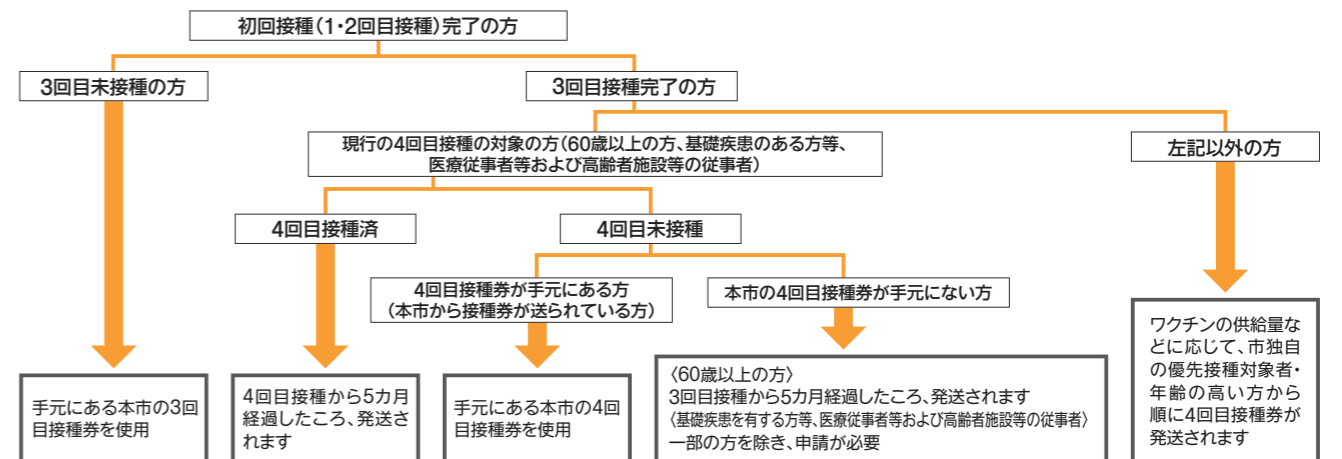 初回接種(1・2回目接種)完了の方
3回目未接種の方
3回目接種完了の方
現行の4回目接種の対象の方(60歳以上の方、基礎疾患のある方等、
医療従事者等および高齢者施設等の従事者)
左記以外の方
4回目接種済
4回目未接種
4回目接種券が手元にある方
(本市から接種券が送られている方)
本市の4回目接種券が手元にない方
手元にある本市の3回
目接種券を使用
4回目接種から5カ月
経過したころ、発送さ
れます
手元にある本市の4回
目接種券を使用
〈60歳以上の方〉
3回目接種から5カ月経過したころ、発送されます
〈基礎疾患を有する方等、医療従事者等および高齢者施設等の従事者〉
一部の方を除き、申請が必要
ワクチンの供給量な
どに応じて、市独自
の優先接種対象者・
年齢の高い方から
順に4回目接種券が
発送されます